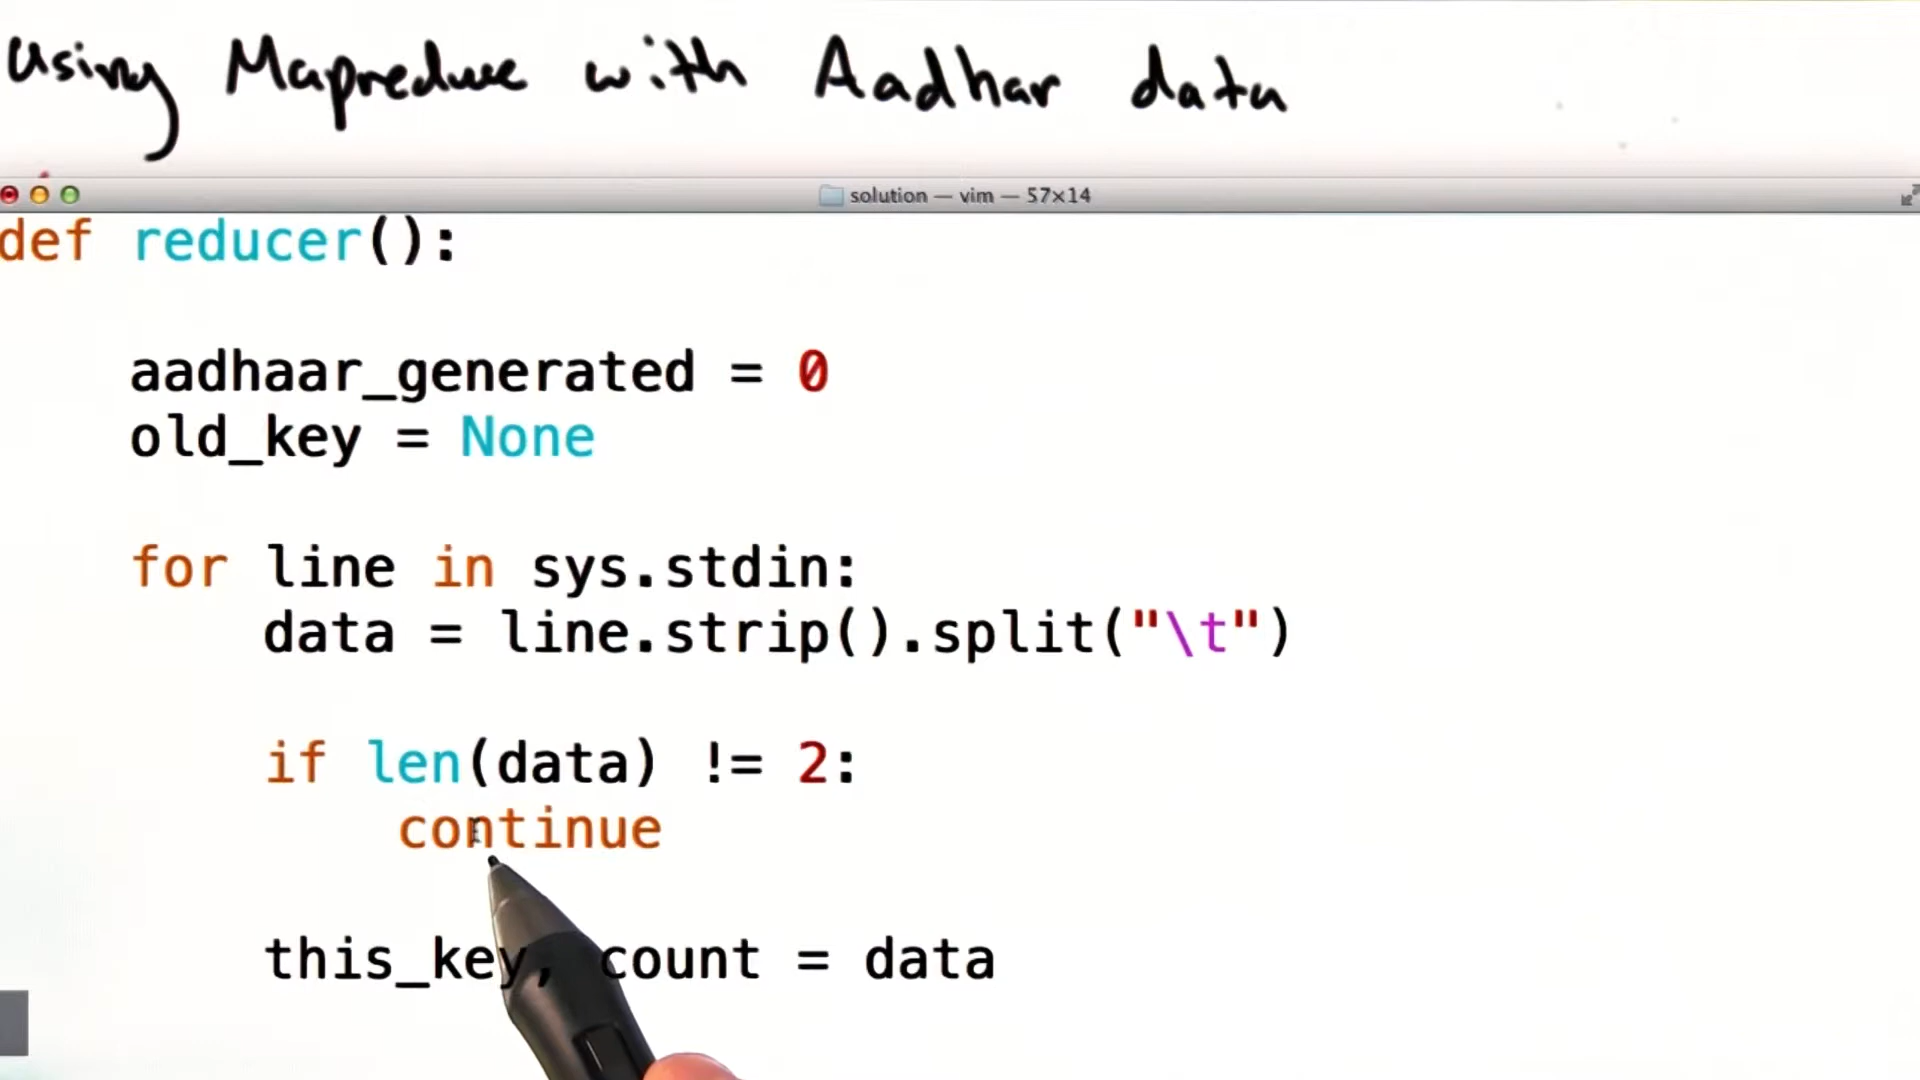 Using Mapreduce with Aadhar data
solution — vim — 57×14
def reducer():
aadhaar_generated = 0
old_key = None
for line in sys.stdin:
data = line.strip().split("\t")
if len(data) != 2:
continue
this_key, count = data